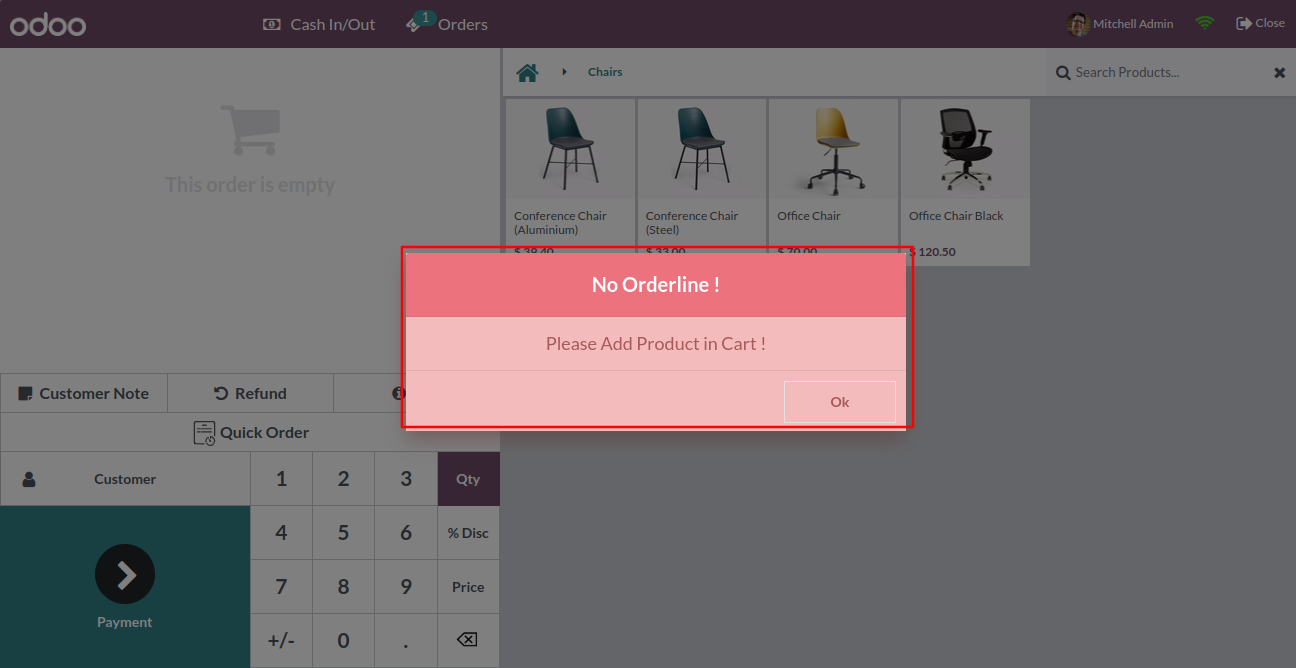 odoo
Cash In/Out
1
Orders
Mitchell Admin
Close
This order is empty
Chairs
Search Products...
Conference Chair
(Aluminium)
$ 39.40
Conference Chair
(Steel)
$ 33.00
Office Chair
$ 70.00
Office Chair Black
$ 120.50
No Orderline !
Please Add Product in Cart !
Ok
Customer Note
Refund
Quick Order
Customer
1 2 3 Qty
4 5 6 % Disc
7 8 9 Price
+/- 0 .
Payment